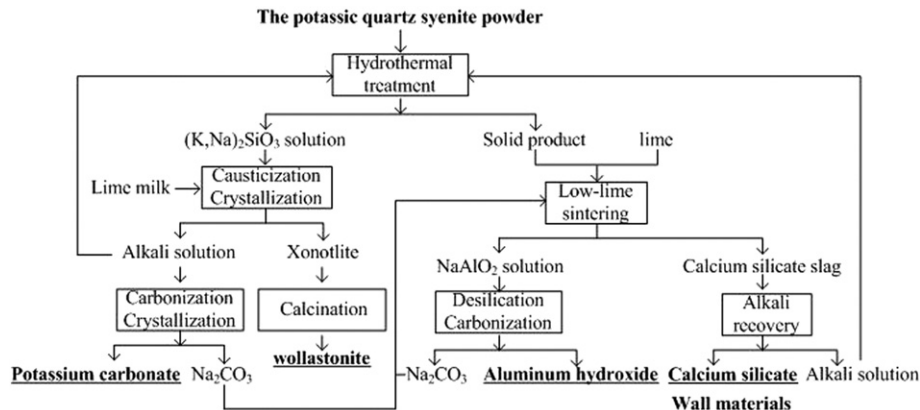 The potassic quartz syenite powder
Hydrothermal
treatment
(K,Na)₂SiO₃ solution
Solid product
lime
Lime milk
Causticization
Crystallization
Low-lime
sintering
Alkali solution
Xonotlite
NaAlO₂ solution
Calcium silicate slag
Carbonization
Crystallization
Calcination
Desilication
Carbonization
Alkali
recovery
Potassium carbonate
Na₂CO₃
wollastonite
Na₂CO₃
Aluminum hydroxide
Calcium silicate
Alkali solution
Wall materials